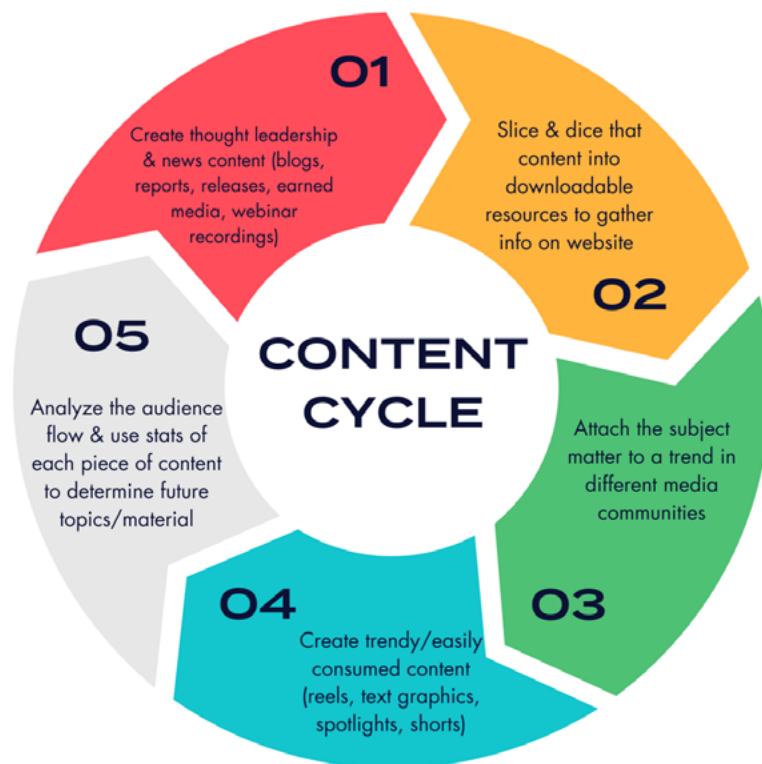 01
Create thought leadership
& news content (blogs,
reports, releases, earned
media, webinar
recordings)
Slice & dice that
content into
downloadable
resources to gather
info on website
02
Attach the subject
matter to a trend in
different media
communities
03
04
Create trendy/easily
consumed content
(reels, text graphics,
spotlights, shorts)
05
Analyze the audience
flow & use stats of
each piece of content
to determine future
topics/material
CONTENT
CYCLE